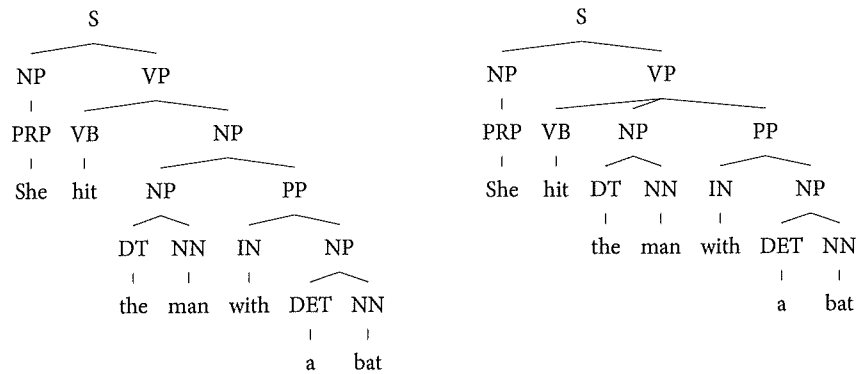 S S
NP VP NP VP
PRP VB NP PRP VB NP PP
She hit NP PP She hit DT NN IN NP
DT NN IN NP the man with DET NN
the man with DET NN a bat
a bat